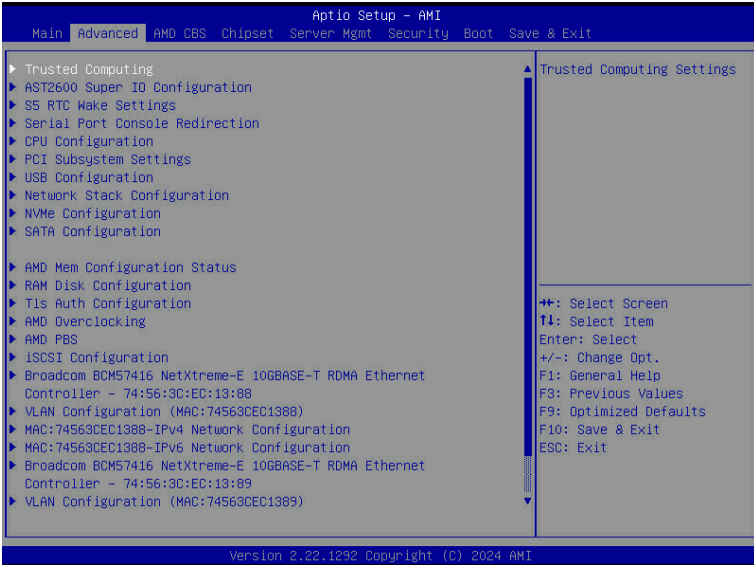 Aptio Setup – AMI
Main Advanced AMD CBS Chipset Server Mgmt Security Boot Save & Exit
Trusted Computing
AST2600 Super IO Configuration
S5 RTC Wake Settings
Serial Port Console Redirection
CPU Configuration
PCI Subsystem Settings
USB Configuration
Network Stack Configuration
NVMe Configuration
SATA Configuration
AMD Mem Configuration Status
RAM Disk Configuration
Tls Auth Configuration
AMD Overclocking
AMD PBS
iSCSI Configuration
Broadcom BCM57416 NetXtreme-E 10GBASE-T RDMA Ethernet
Controller – 74:56:3C:EC:13:88
VLAN Configuration (MAC:74563CEC1388)
MAC:74563CEC1388-IPv4 Network Configuration
MAC:74563CEC1388-IPv6 Network Configuration
Broadcom BCM57416 NetXtreme-E 10GBASE-T RDMA Ethernet
Controller – 74:56:3C:EC:13:89
VLAN Configuration (MAC:74563CEC1389)
Trusted Computing Settings
→←: Select Screen
↑↓: Select Item
Enter: Select
+/-: Change Opt.
F1: General Help
F3: Previous Values
F9: Optimized Defaults
F10: Save & Exit
ESC: Exit
Version 2.22.1292 Copyright (C) 2024 AMI